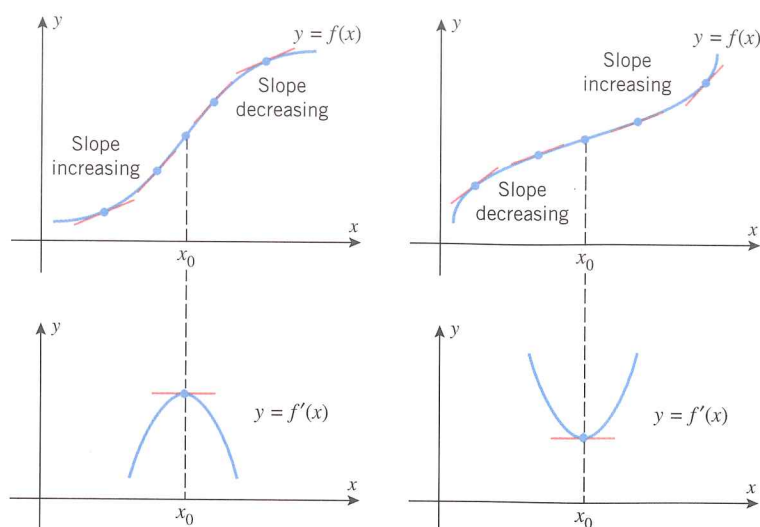 y
y = f(x)
Slope
decreasing
Slope
increasing
x
x₀
y
y = f(x)
Slope
increasing
Slope
decreasing
x
x₀
y
y = f′(x)
x
x₀
y
y = f′(x)
x
x₀